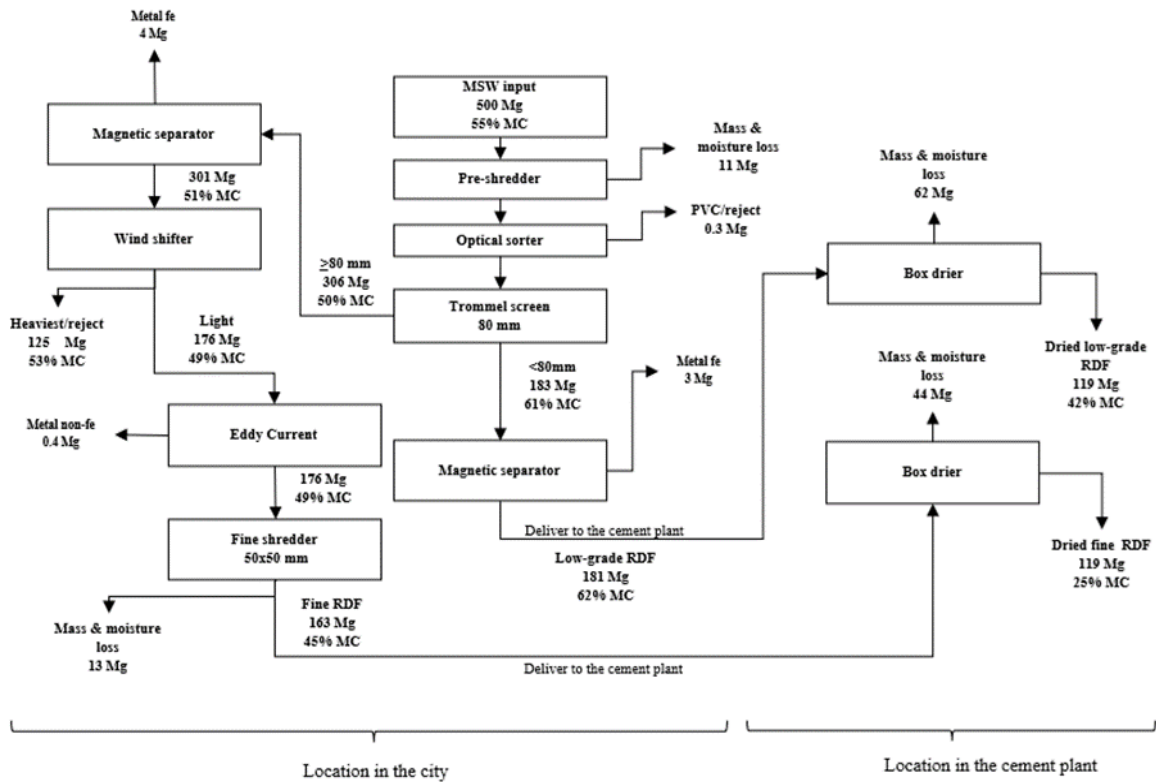 Metal fe
4 Mg
MSW input
500 Mg
55% MC
Magnetic separator
Mass &
moisture loss
11 Mg
Mass & moisture
loss
62 Mg
Pre-shredder
301 Mg
51% MC
PVC/reject
0.3 Mg
Wind shifter
Optical sorter
≥80 mm
306 Mg
50% MC
Box drier
Trommel screen
80 mm
Heaviest/reject
125 Mg
53% MC
Light
176 Mg
49% MC
<80mm
183 Mg
61% MC
Metal fe
3 Mg
Dried low-grade
RDF
119 Mg
42% MC
Mass & moisture
loss
44 Mg
Metal non-fe
0.4 Mg
Eddy Current
Magnetic separator
Box drier
176 Mg
49% MC
Deliver to the cement plant
Fine shredder
50x50 mm
Low-grade RDF
181 Mg
62% MC
Dried fine RDF
119 Mg
25% MC
Fine RDF
163 Mg
45% MC
Mass & moisture
loss
13 Mg
Deliver to the cement plant
Location in the city
Location in the cement plant